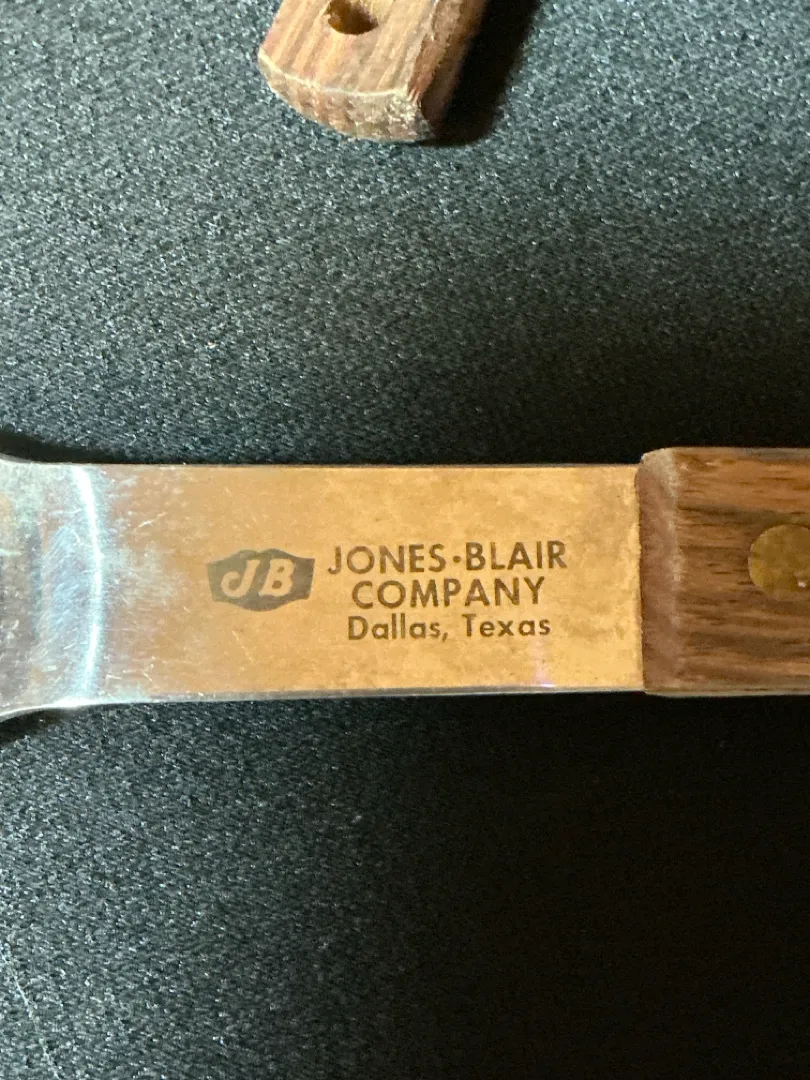 JB JONES·BLAIR
COMPANY
Dallas, Texas